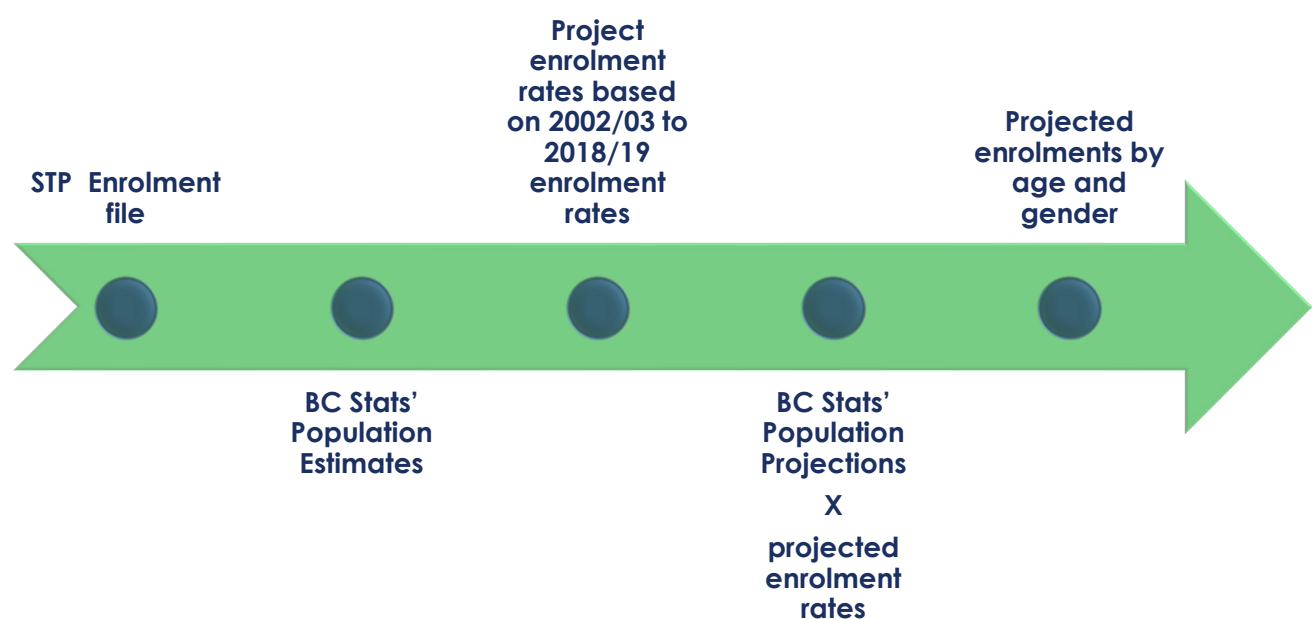 STP Enrolment
file
BC Stats’
Population
Estimates
Project
enrolment
rates based
on 2002/03 to
2018/19
enrolment
rates
BC Stats’
Population
Projections
X
projected
enrolment
rates
Projected
enrolments by
age and
gender